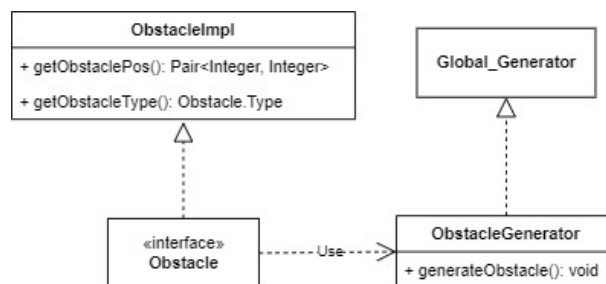 ObstacleImpl
+ getObstaclePos(): Pair<Integer, Integer>
+ getObstacleType(): Obstacle.Type
Global_Generator
«interface»
Obstacle
Use
ObstacleGenerator
+ generateObstacle(): void